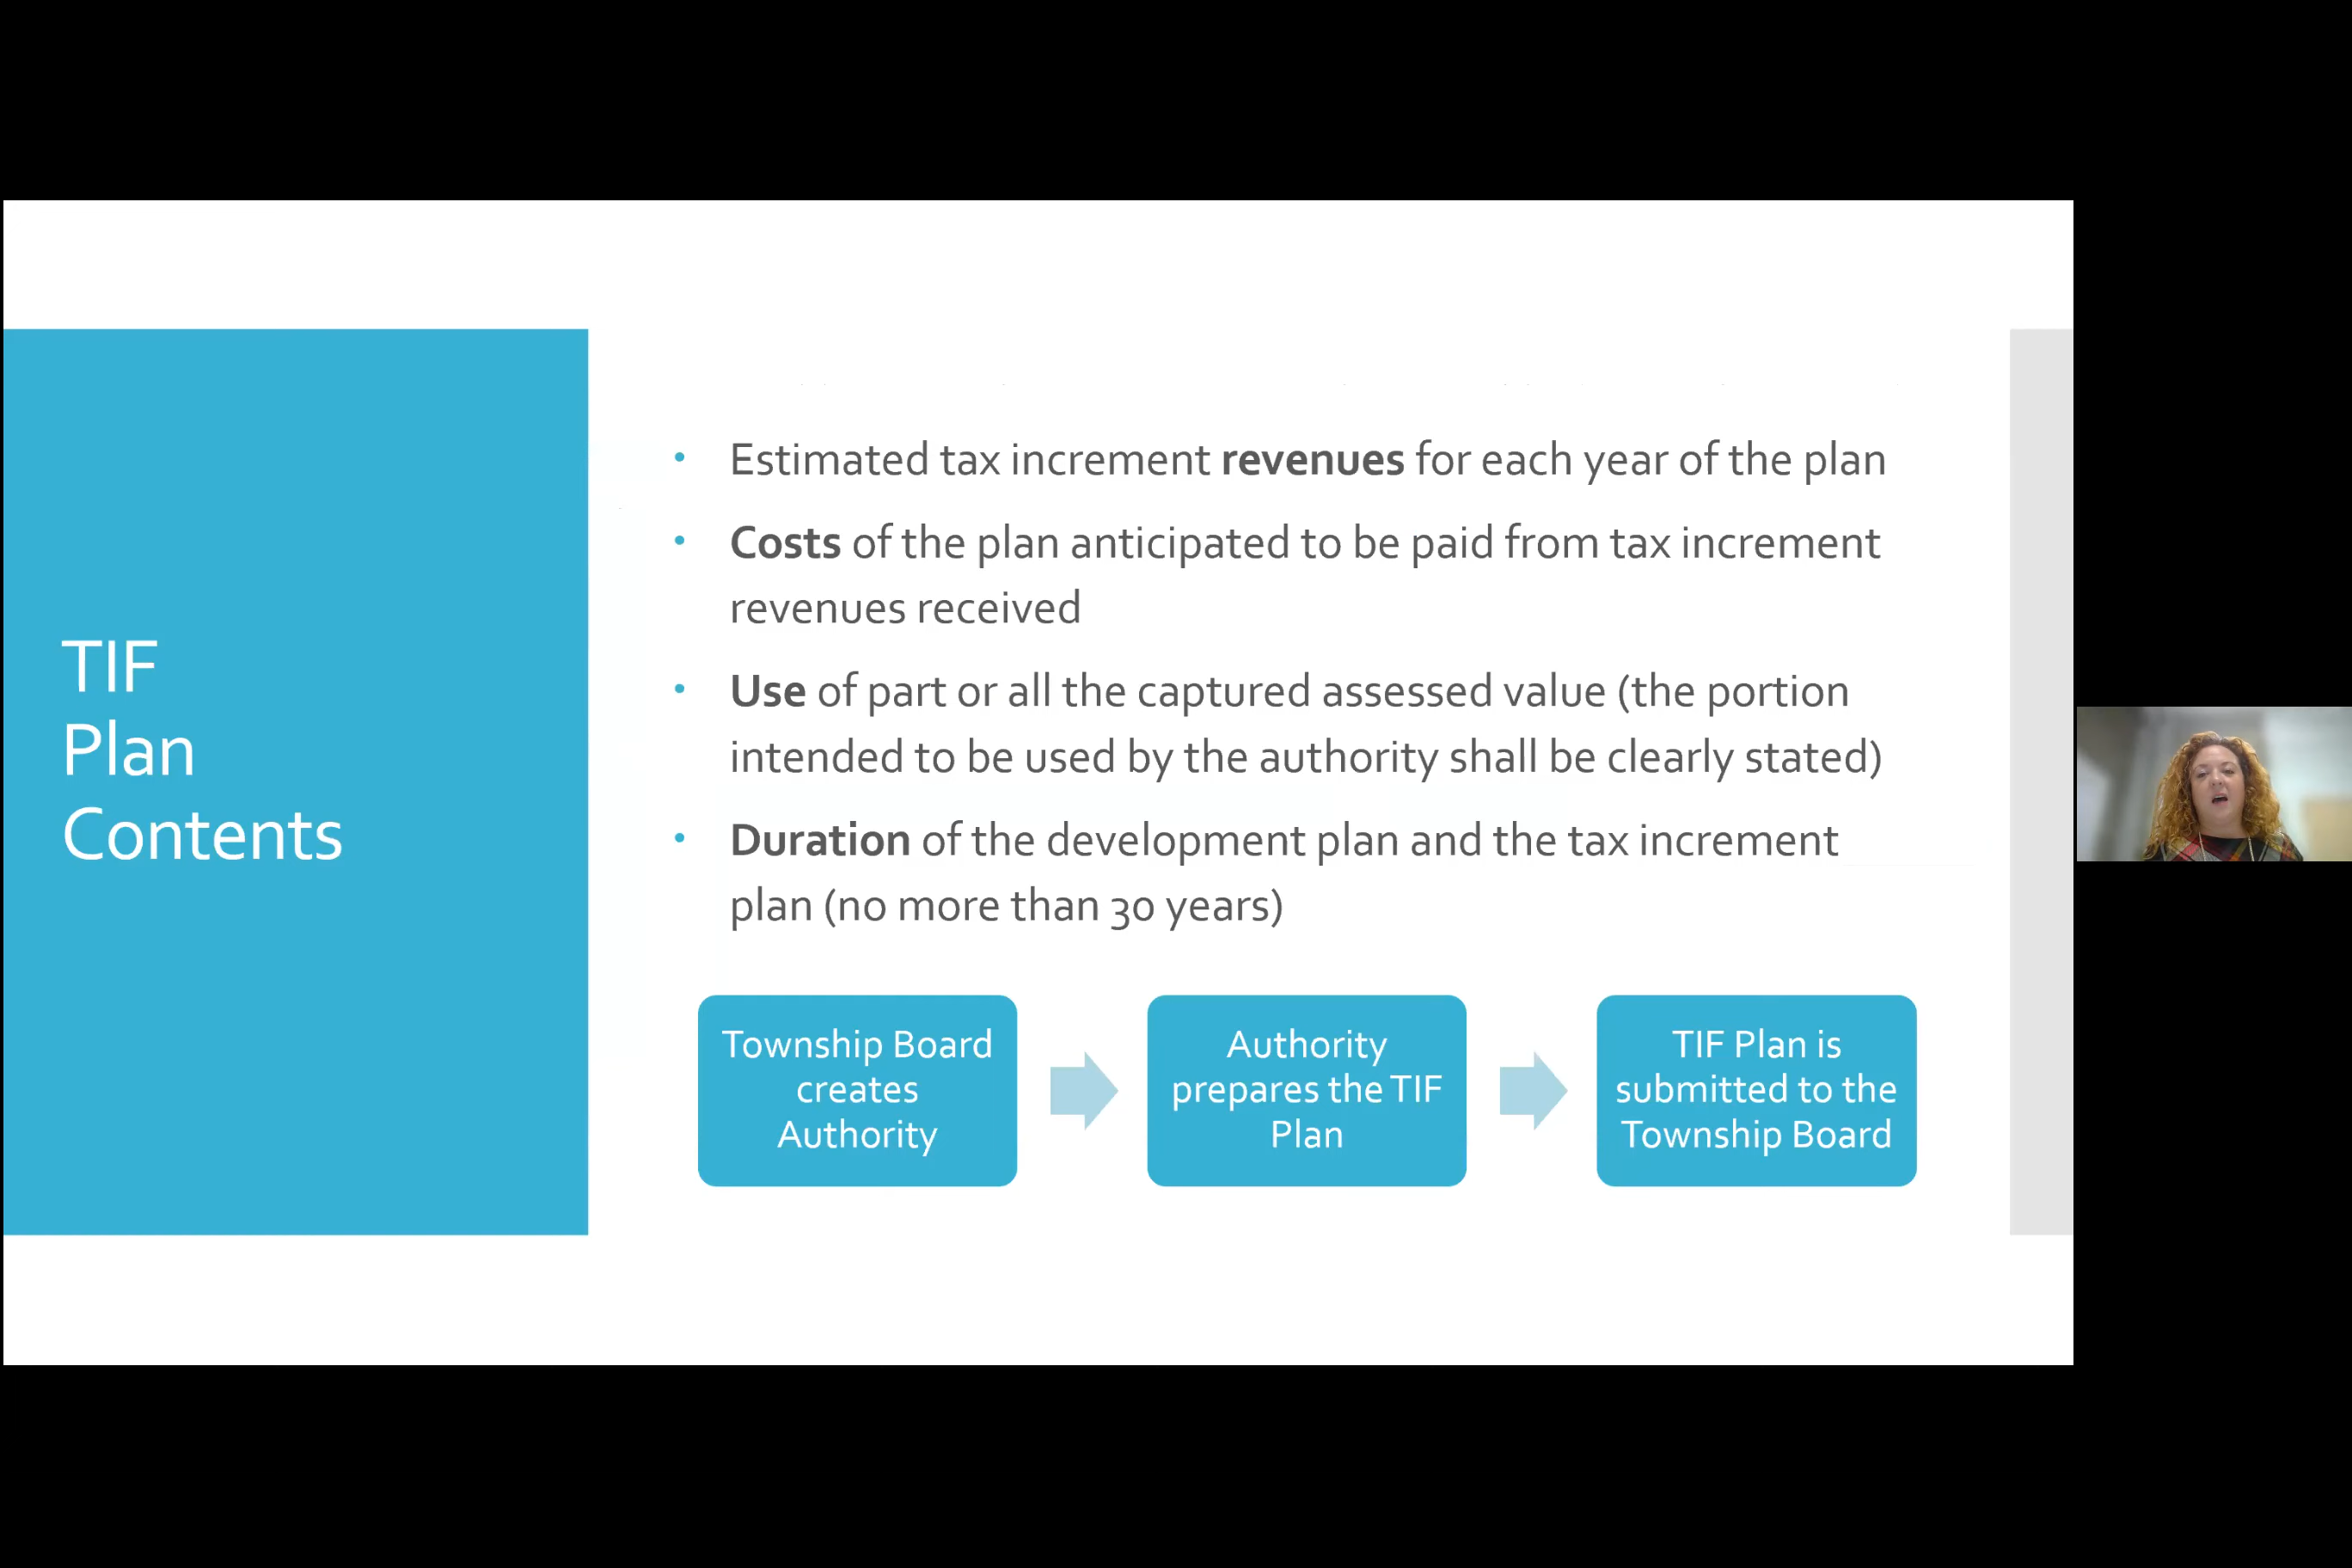 TIF
Plan
Contents
• Estimated tax increment revenues for each year of the plan
• Costs of the plan anticipated to be paid from tax increment
revenues received
• Use of part or all the captured assessed value (the portion
intended to be used by the authority shall be clearly stated)
• Duration of the development plan and the tax increment
plan (no more than 30 years)
Township Board
creates
Authority
Authority
prepares the TIF
Plan
TIF Plan is
submitted to the
Township Board